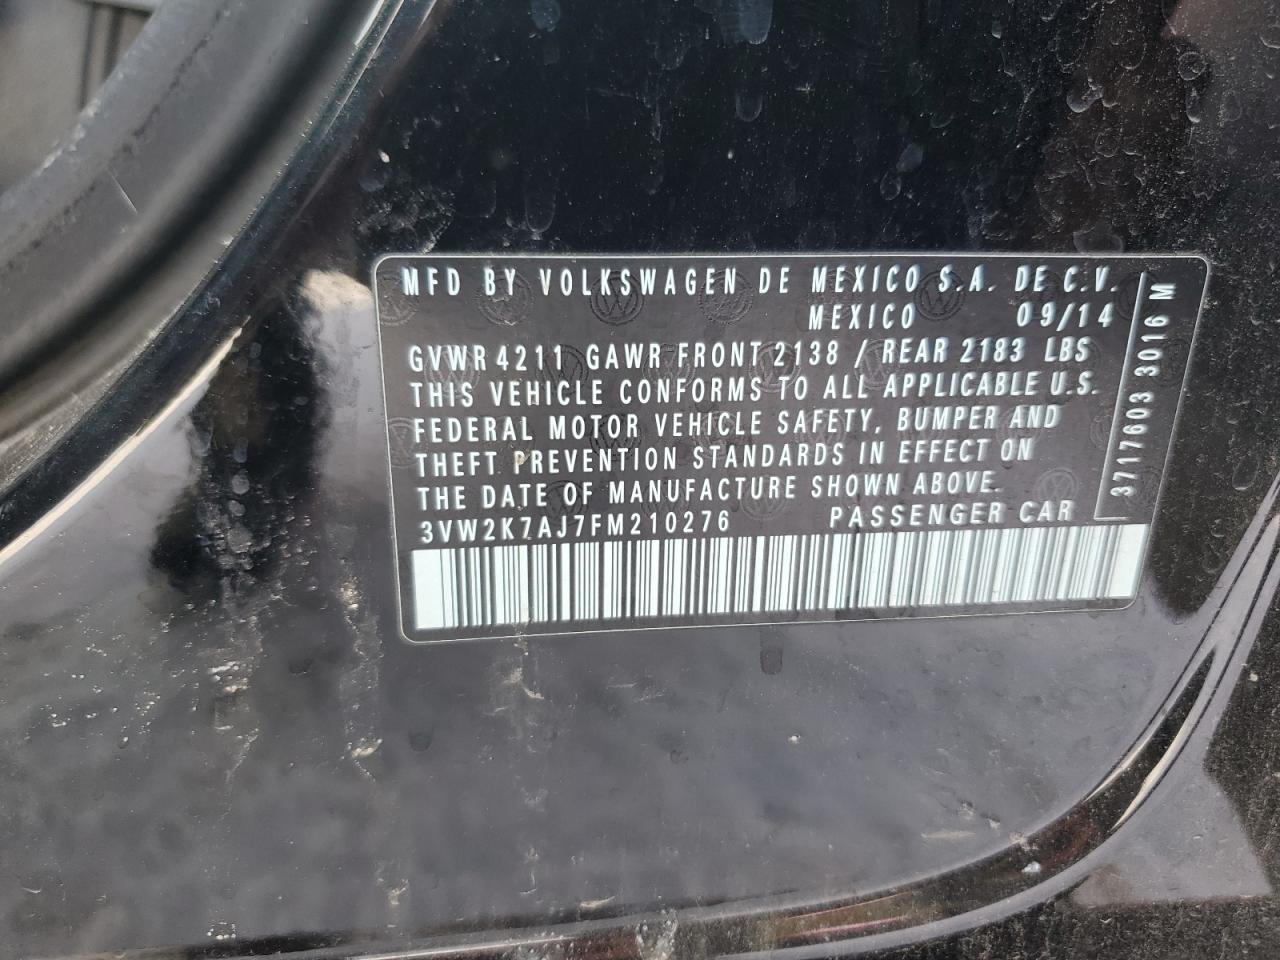 MFD BY VOLKSWAGEN DE MEXICO S.A. DE C.V.
MEXICO 09/14
GVWR 4211 GAWR FRONT 2138 / REAR 2183 LBS
THIS VEHICLE CONFORMS TO ALL APPLICABLE U.S.
FEDERAL MOTOR VEHICLE SAFETY, BUMPER AND
THEFT PREVENTION STANDARDS IN EFFECT ON
THE DATE OF MANUFACTURE SHOWN ABOVE.
3VW2K7AJ7FM210276 PASSENGER CAR
3717603 3016 M